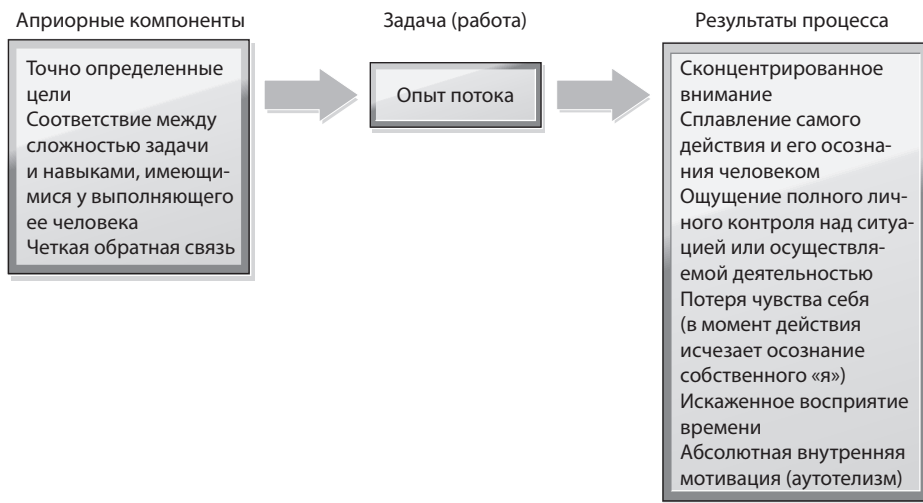 Априорные компоненты
Точно определенные
цели
Соответствие между
сложностью задачи
и навыками, имеющи-
мися у выполняющего
ее человека
Четкая обратная связь
Задача (работа)
Опыт потока
Результаты процесса
Сконцентрированное
внимание
Сплавление самого
действия и его осозна-
ния человеком
Ощущение полного лич-
ного контроля над ситуа-
цией или осуществля-
емой деятельностью
Потеря чувства себя
(в момент действия
исчезает осознание
собственного «я»)
Искаженное восприятие
времени
Абсолютная внутренняя
мотивация (аутотелизм)